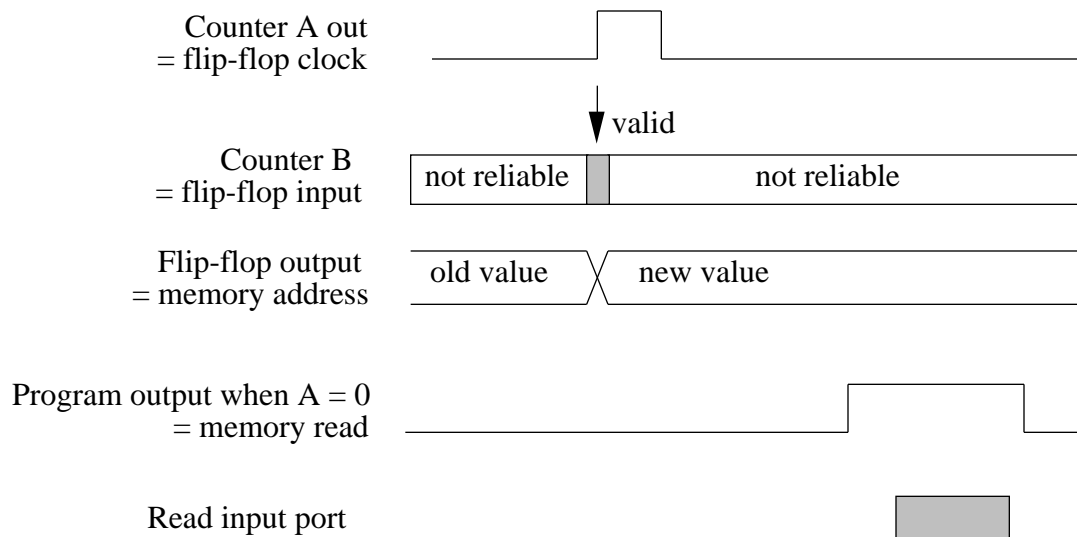 Counter A out
= flip-flop clock
valid
Counter B
= flip-flop input
not reliable
not reliable
Flip-flop output
= memory address
old value
new value
Program output when A = 0
= memory read
Read input port